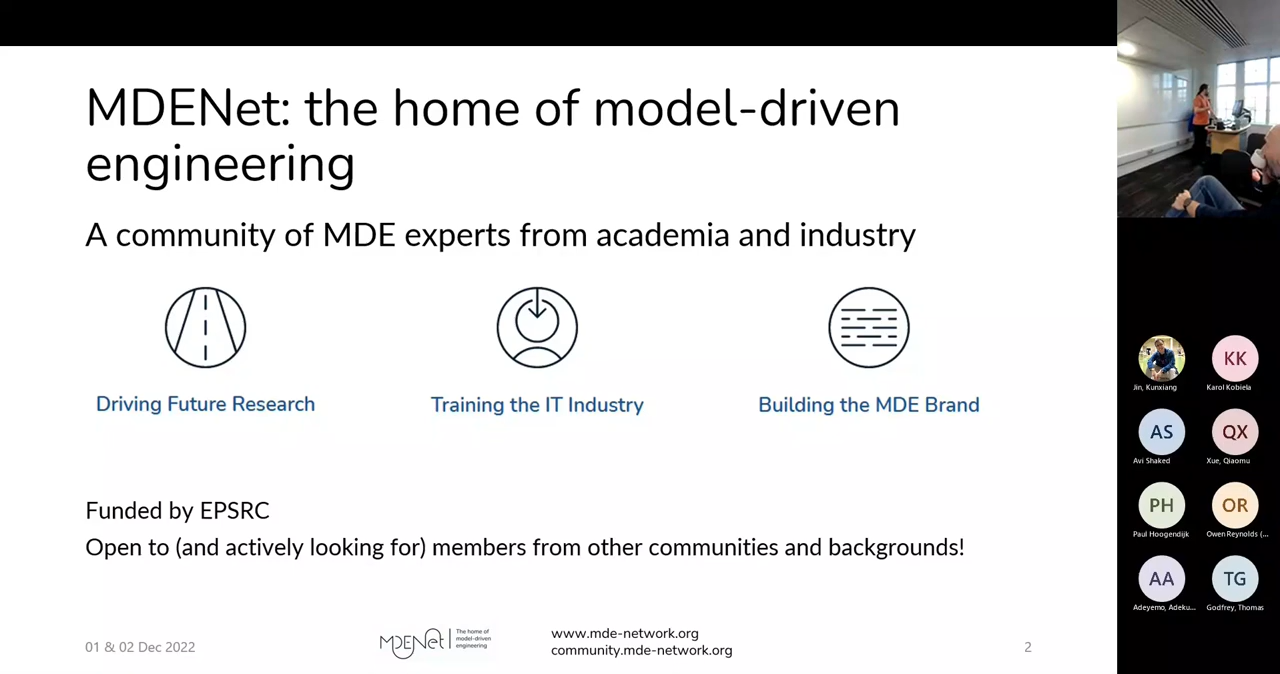 MDENet: the home of model-driven
engineering
A community of MDE experts from academia and industry
Driving Future Research
Training the IT Industry
Building the MDE Brand
Funded by EPSRC
Open to (and actively looking for) members from other communities and backgrounds!
01 & 02 Dec 2022
MDENet
The home of
model-driven
engineering
www.mde-network.org
community.mde-network.org
2
Jin, Kunxiang
KK
Karol Kobiela
AS
Avi Shaked
QX
Xue, Qiaomu
PH
Paul Hoogendijk
OR
Owen Reynolds (...
AA
Adeyemo, Adeku...
TG
Godfrey, Thomas